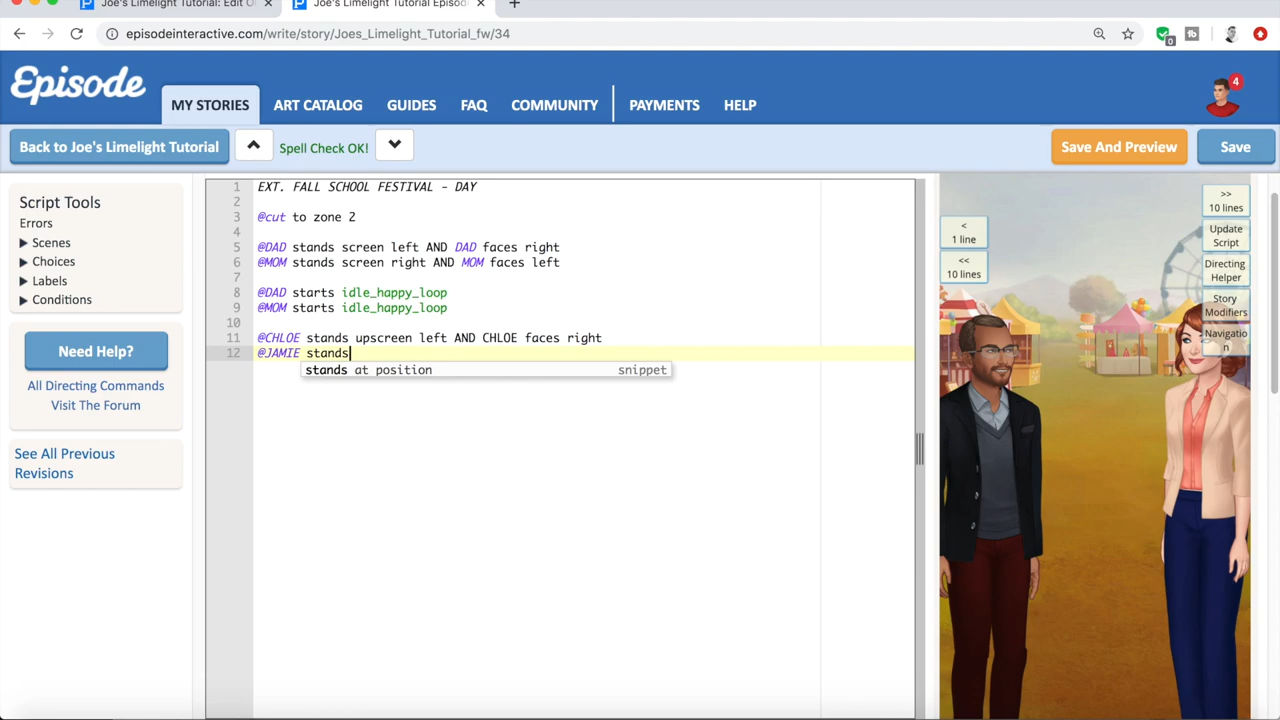 Joe's Limelight Tutorial: Edit O
Joe's Limelight Tutorial Episod
episodeinteractive.com/write/story/Joes_Limelight_Tutorial_fw/34
0
Episode
MY STORIES
ART CATALOG
GUIDES
FAQ
COMMUNITY
PAYMENTS
HELP
4
Back to Joe's Limelight Tutorial
Spell Check OK!
Save And Preview
Save
Script Tools
Errors
Scenes
Choices
Labels
Conditions
Need Help?
All Directing Commands
Visit The Forum
See All Previous
Revisions
1 EXT. FALL SCHOOL FESTIVAL - DAY
2
3 @cut to zone 2
4
5 @DAD stands screen left AND DAD faces right
6 @MOM stands screen right AND MOM faces left
7
8 @DAD starts idle_happy_loop
9 @MOM starts idle_happy_loop
10
11 @CHLOE stands upscreen left AND CHLOE faces right
12 @JAMIE stands
stands at position snippet
<
1 line
<<
10 lines
>>
10 lines
Update
Script
Directing
Helper
Story
Modifiers
Navigatio
n